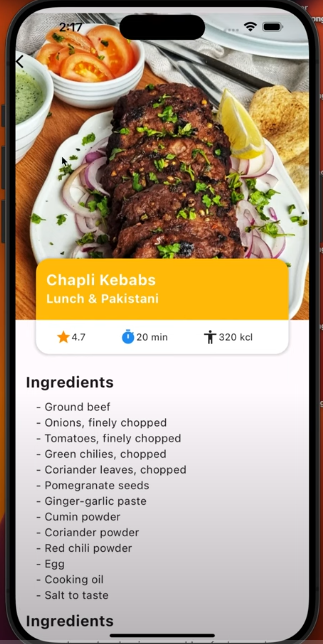 2:17
Chapli Kebabs
Lunch & Pakistani
4.7
20 min
320 kcl
Ingredients
- Ground beef
- Onions, finely chopped
- Tomatoes, finely chopped
- Green chilies, chopped
- Coriander leaves, chopped
- Pomegranate seeds
- Ginger-garlic paste
- Cumin powder
- Coriander powder
- Red chili powder
- Egg
- Cooking oil
- Salt to taste
Ingredients